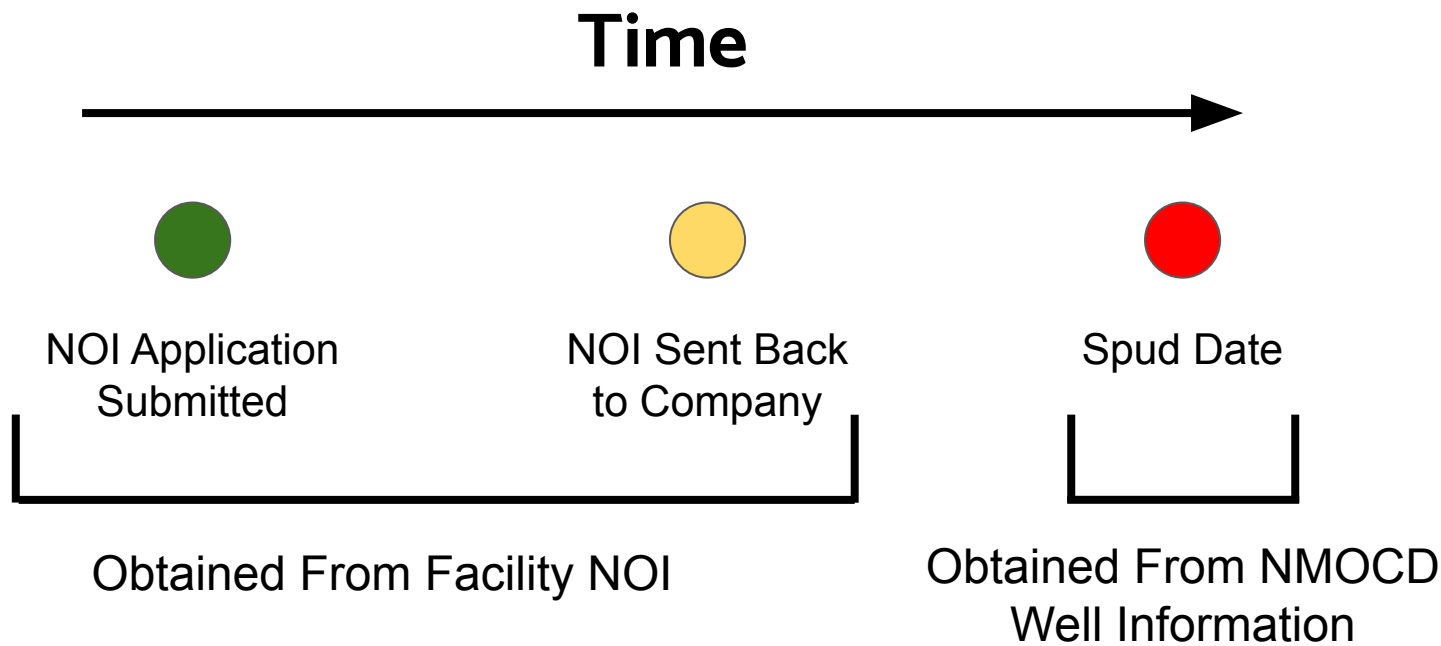 Time
NOI Application
Submitted
NOI Sent Back
to Company
Spud Date
Obtained From Facility NOI
Obtained From NMOCD
Well Information